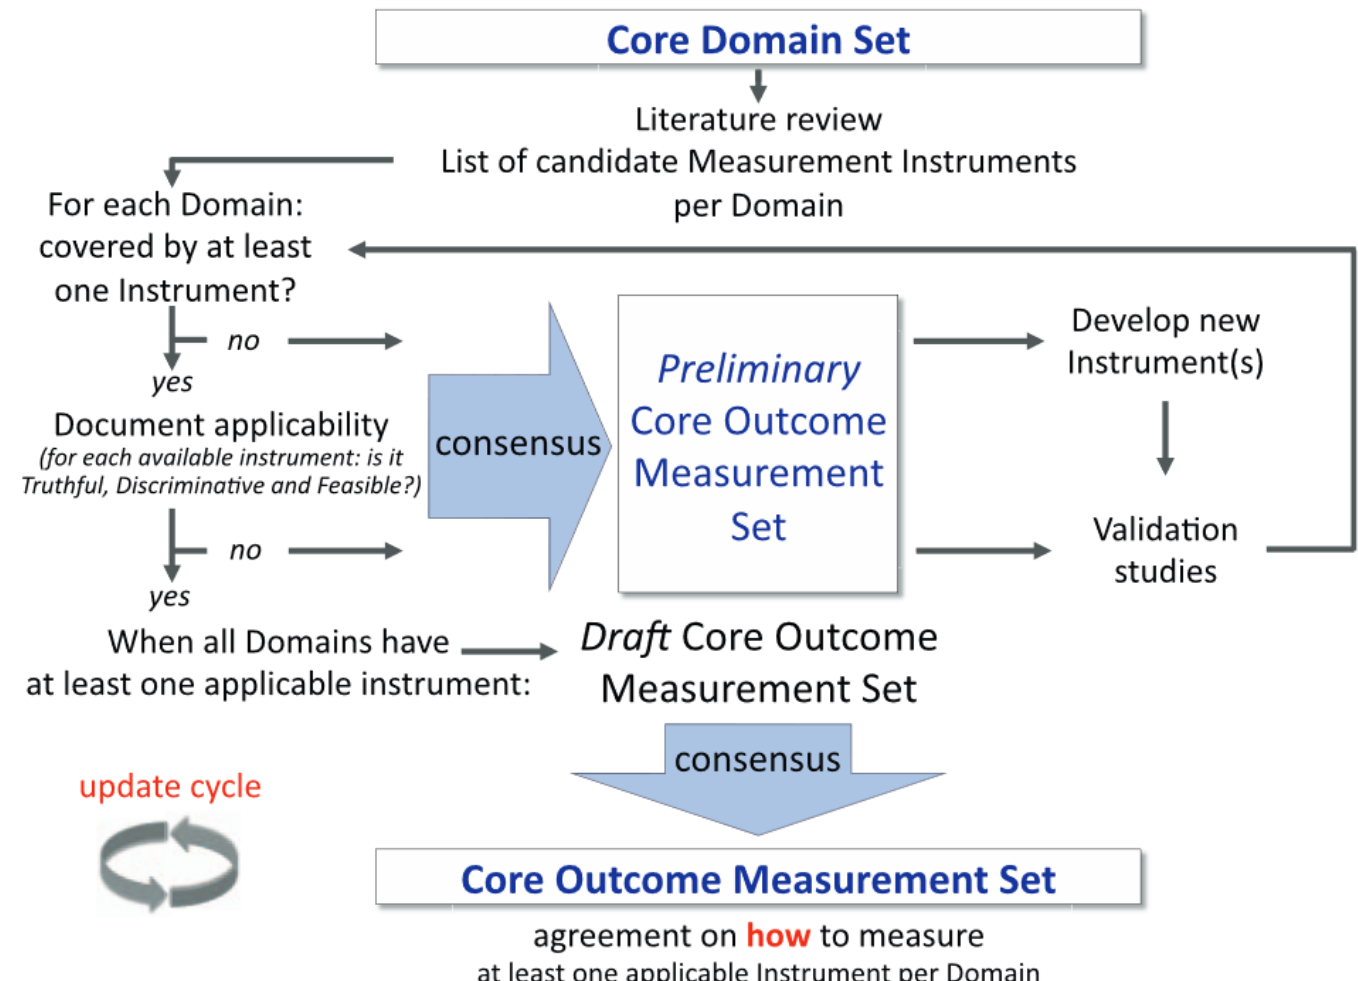 Core Domain Set
Literature review
List of candidate Measurement Instruments
per Domain
For each Domain:
covered by at least
one Instrument?
no
yes
Document applicability
(for each available instrument: is it
Truthful, Discriminative and Feasible?)
no
yes
When all Domains have
at least one applicable instrument:
consensus
Preliminary
Core Outcome
Measurement
Set
Develop new
Instrument(s)
Validation
studies
Draft Core Outcome
Measurement Set
consensus
update cycle
Core Outcome Measurement Set
agreement on how to measure
at least one applicable Instrument per Domain